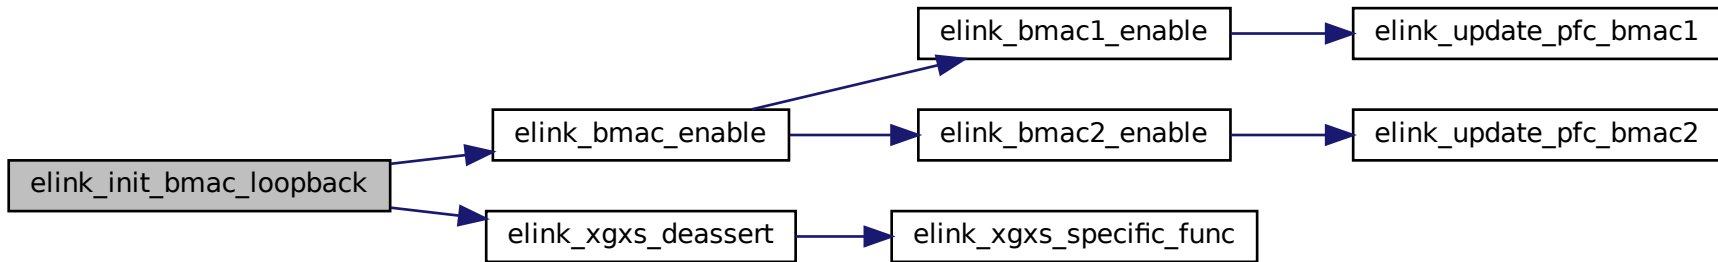 elink_bmac1_enable
elink_update_pfc_bmac1
elink_bmac_enable
elink_bmac2_enable
elink_update_pfc_bmac2
elink_init_bmac_loopback
elink_xgxs_deassert
elink_xgxs_specific_func